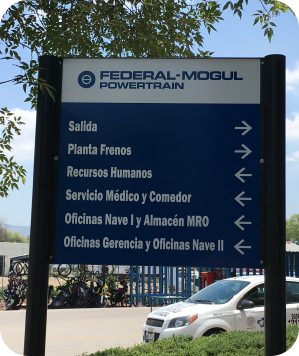 FEDERAL-MOGUL
POWERTRAIN
Salida
Planta Frenos
Recursos Humanos
Servicio Médico y Comedor
Oficinas Nave I y Almacén MRO
Oficinas Gerencia y Oficinas Nave II